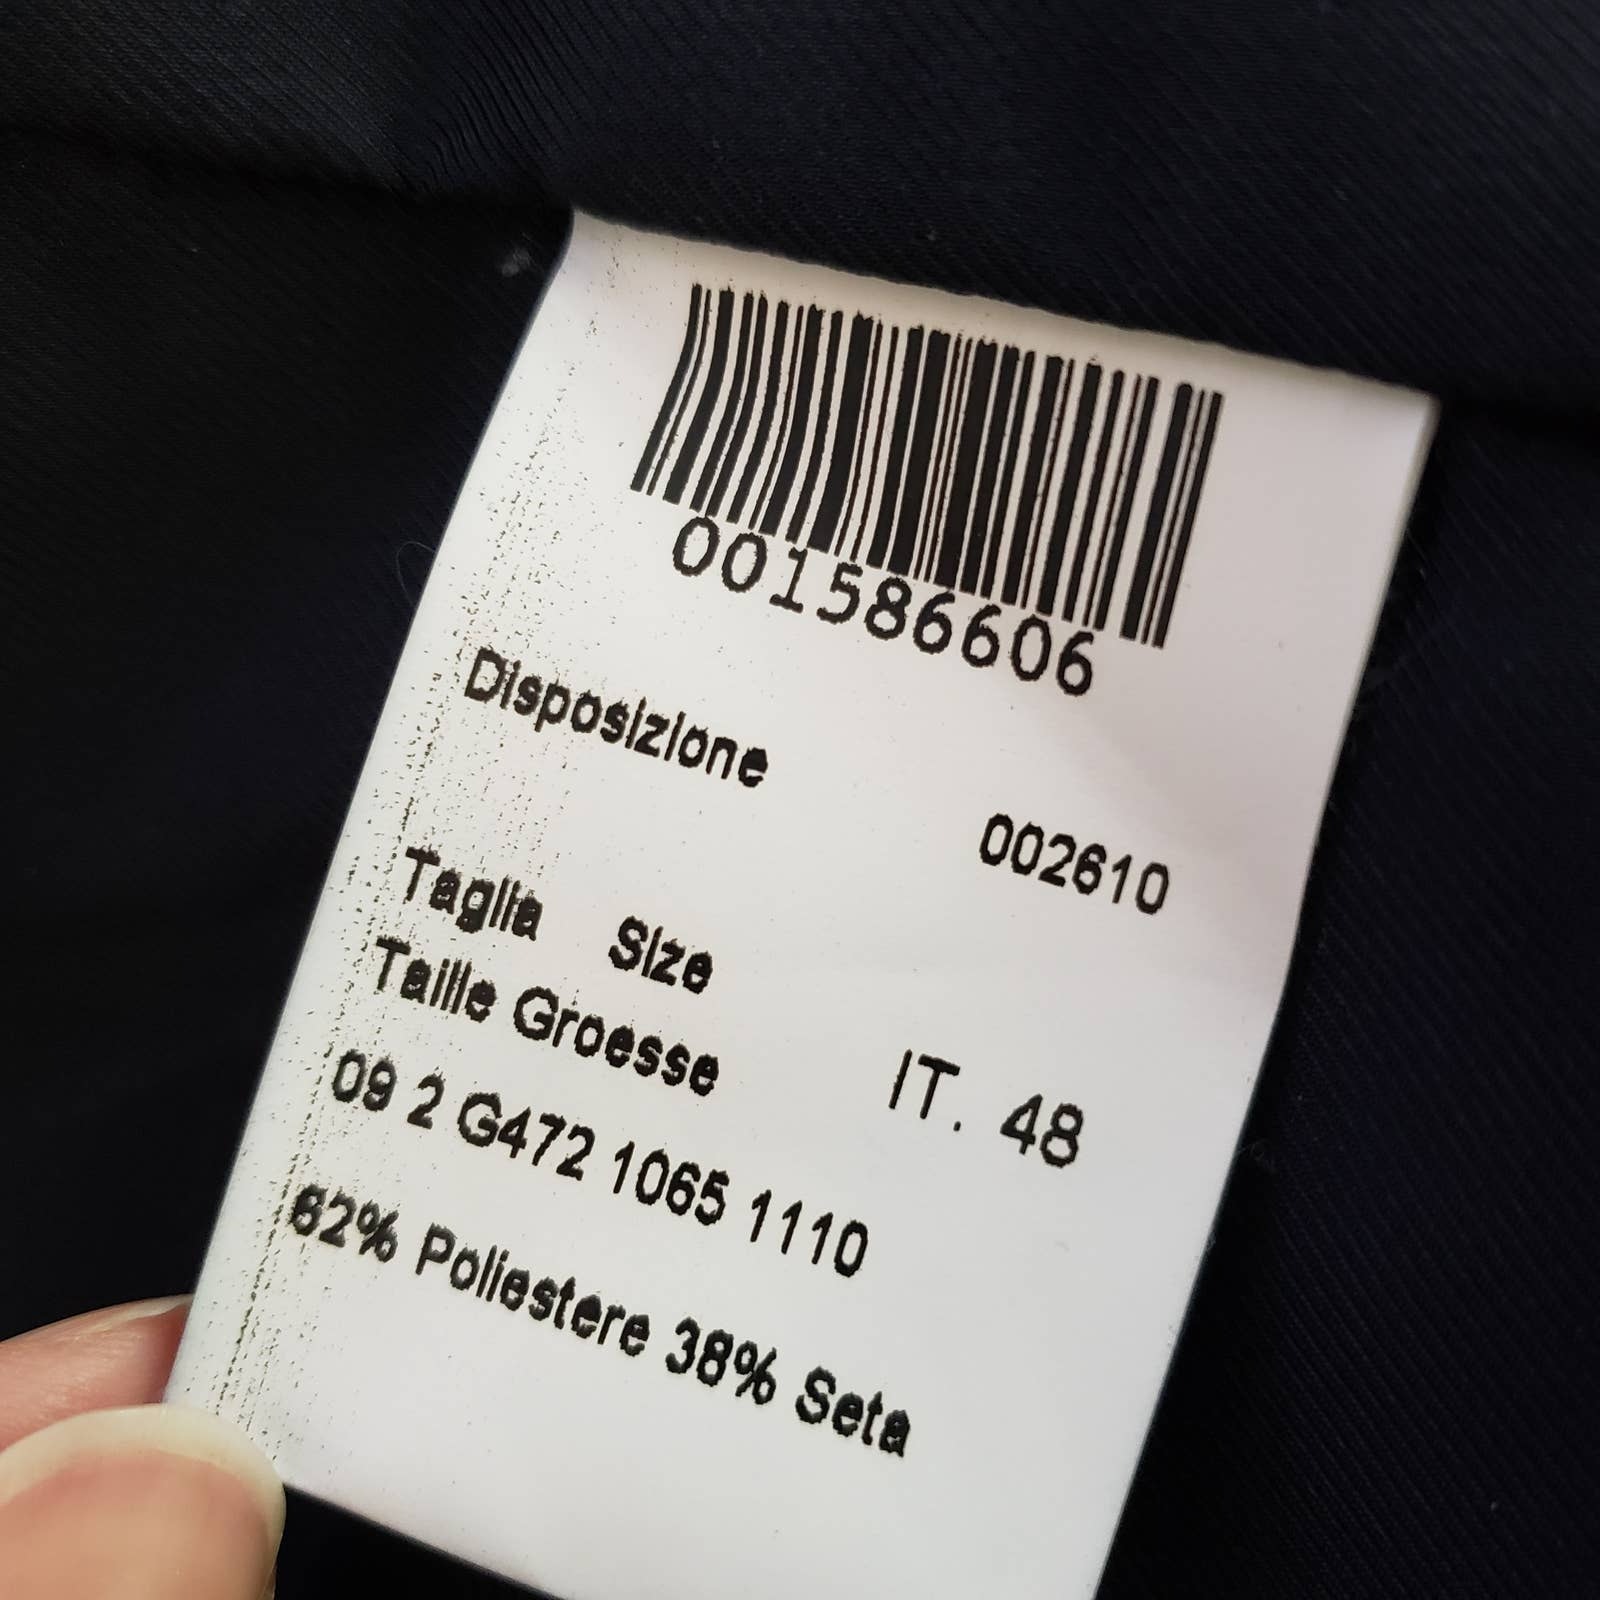 001586606
Disposizione
002610
Taglia Size
Taille Groesse
IT. 48
09 2 G472 1065 1110
62% Poliestere 38% Seta